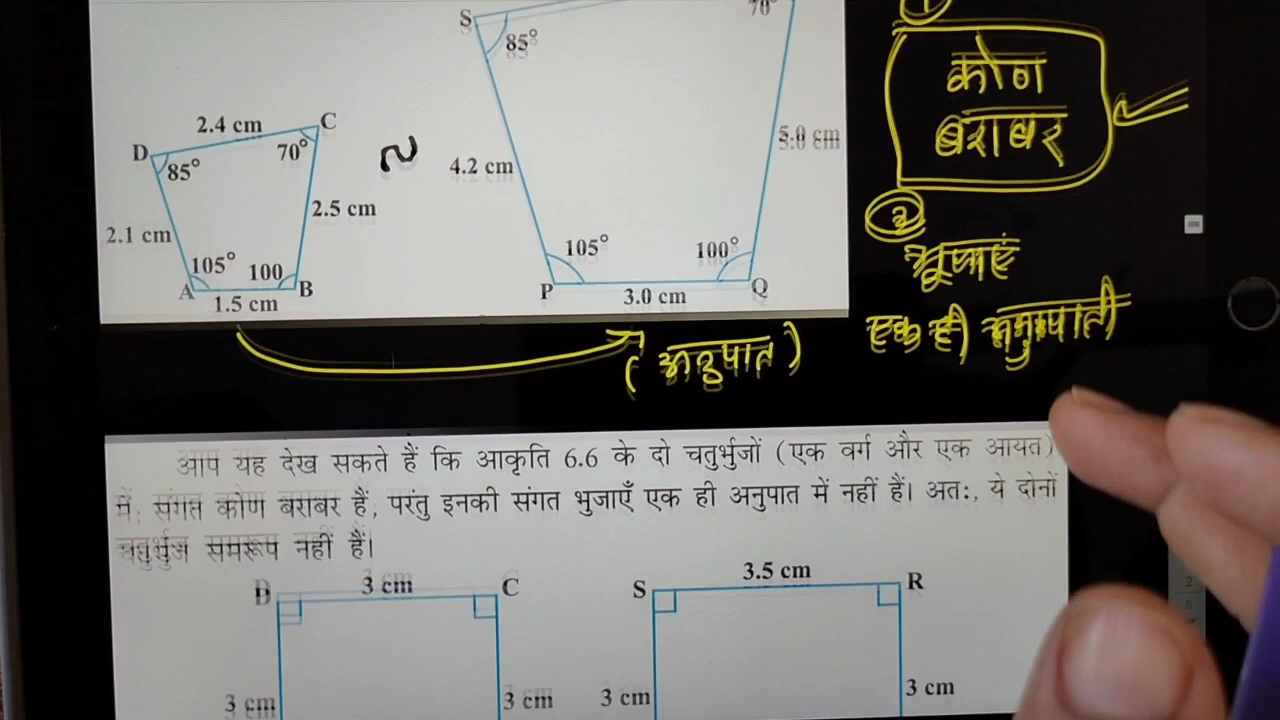 S
85°
70°
2.4 cm
C
D
85°
70°
4.2 cm
5.0 cm
2.1 cm
2.5 cm
105°
100
A
B
1.5 cm
105°
100°
P
Q
3.0 cm
1
कोण
बराबर
2
भूजाएं
एक ही अनुपाती
(अनुपात)
आप यह देख सकते हैं कि आकृति 6.6 के दो चतुर्भुजों (एक वर्ग और एक आयत)
में, संगत कोण बराबर हैं, परंतु इनकी संगत भुजाएँ एक ही अनुपात में नहीं हैं। अतः, ये दोनों
चतुर्भुज समरूप नहीं हैं।
D
3 cm
C
S
3.5 cm
R
3 cm
3 cm
3 cm
3 cm